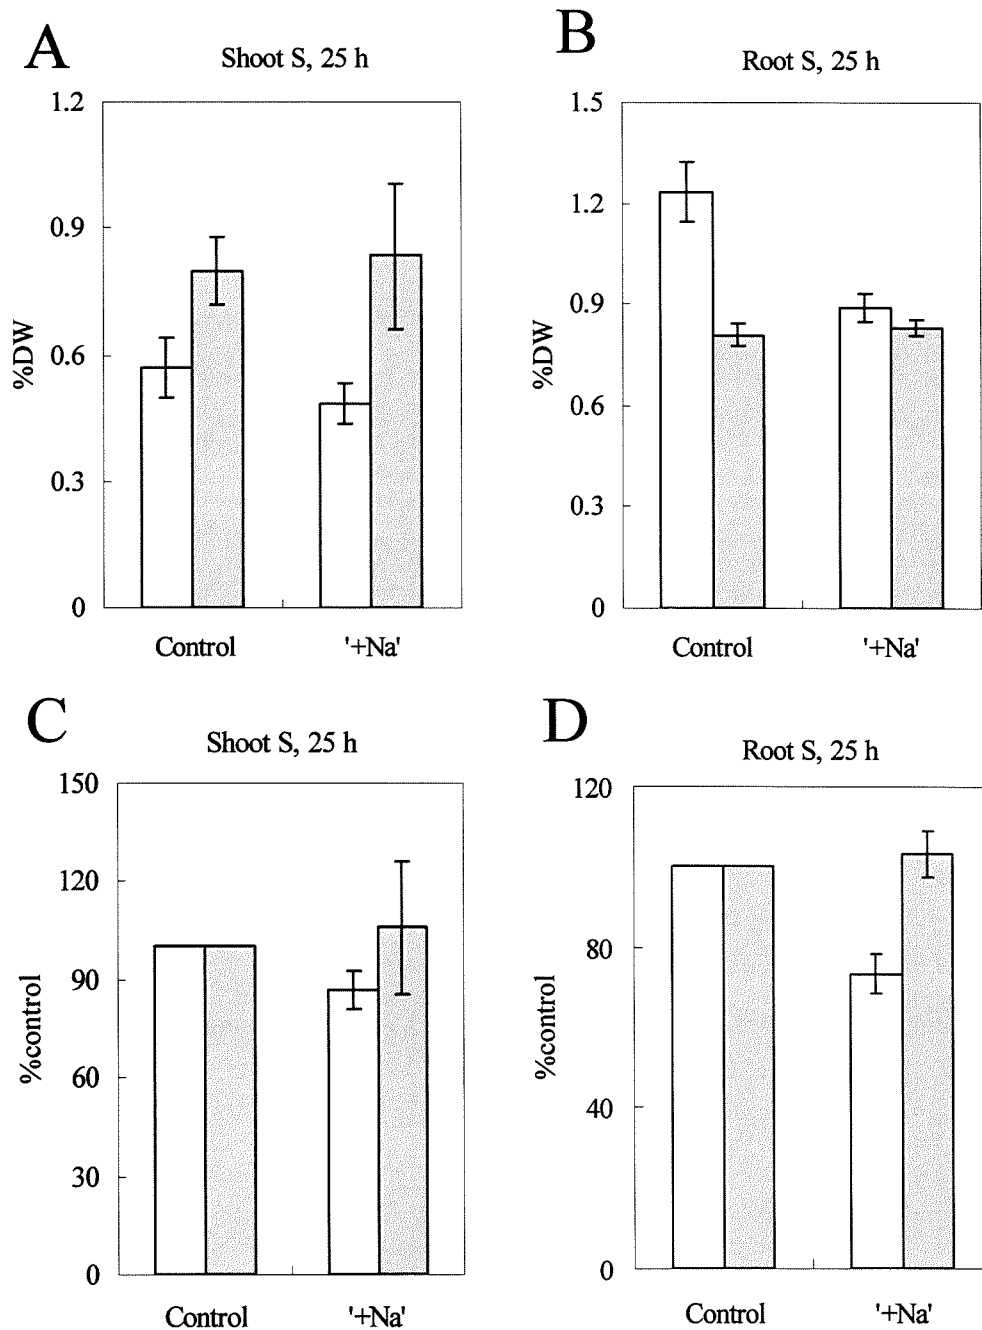 A
Shoot S, 25 h
1.2
0.9
0.6
0.3
0
%DW
Control
'+Na'
B
Root S, 25 h
1.5
1.2
0.9
0.6
0.3
0
%DW
Control
'+Na'
C
Shoot S, 25 h
150
120
90
60
30
0
%control
Control
'+Na'
D
Root S, 25 h
120
80
40
0
%control
Control
'+Na'